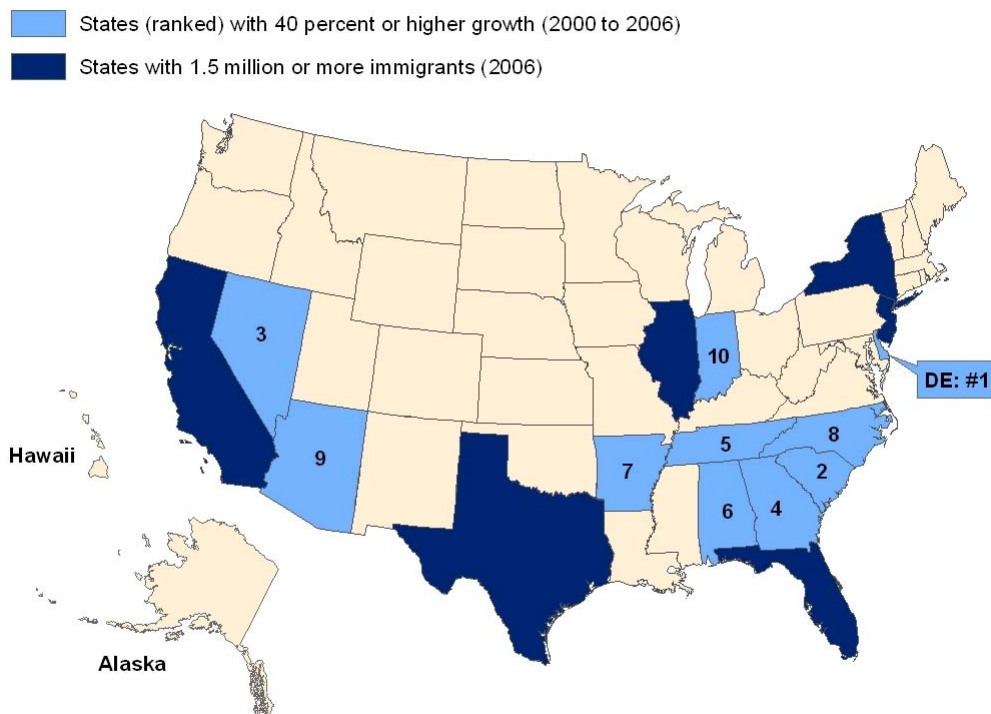 States (ranked) with 40 percent or higher growth (2000 to 2006)
States with 1.5 million or more immigrants (2006)
3
10
DE: #1
Hawaii
9
7
5
8
2
6
4
Alaska